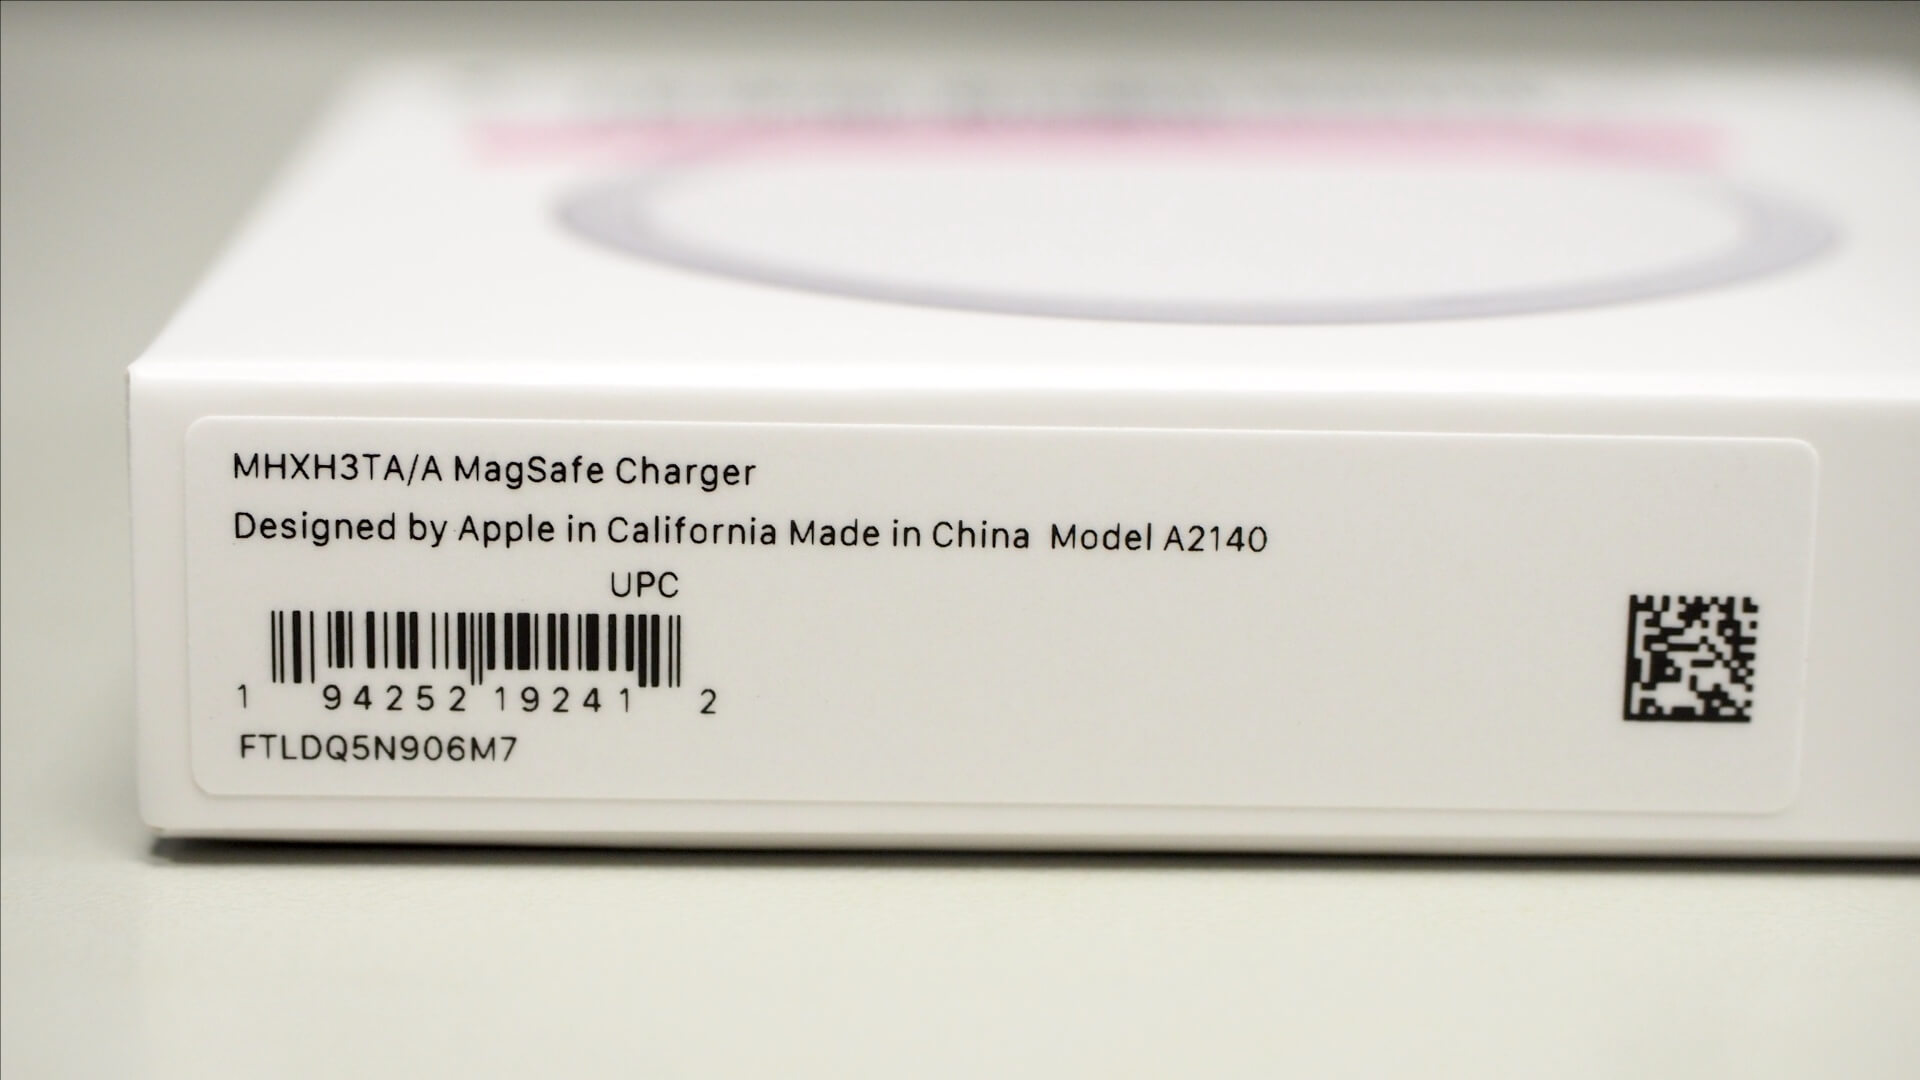 MHXH3TA/A MagSafe Charger
Designed by Apple in California Made in China Model A2140
UPC
1 94252 19241 2
FTLDQ5N906M7